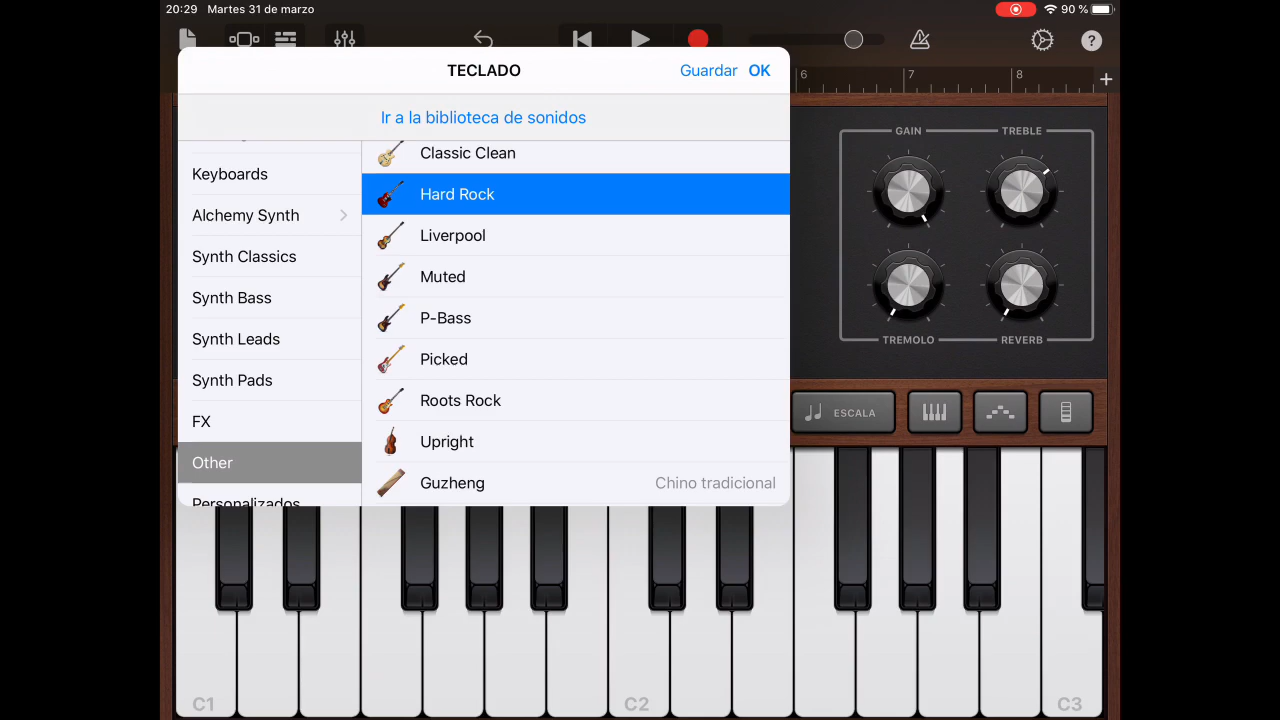 20:29 Martes 31 de marzo
90 %
TECLADO
Guardar OK
Ir a la biblioteca de sonidos
Keyboards
Alchemy Synth
Synth Classics
Synth Bass
Synth Leads
Synth Pads
FX
Other
Personalizados
Classic Clean
Hard Rock
Liverpool
Muted
P-Bass
Picked
Roots Rock
Upright
Guzheng Chino tradicional
?
6 7 8 +
GAIN TREBLE
TREMOLO REVERB
ESCALA
C1 C2 C3